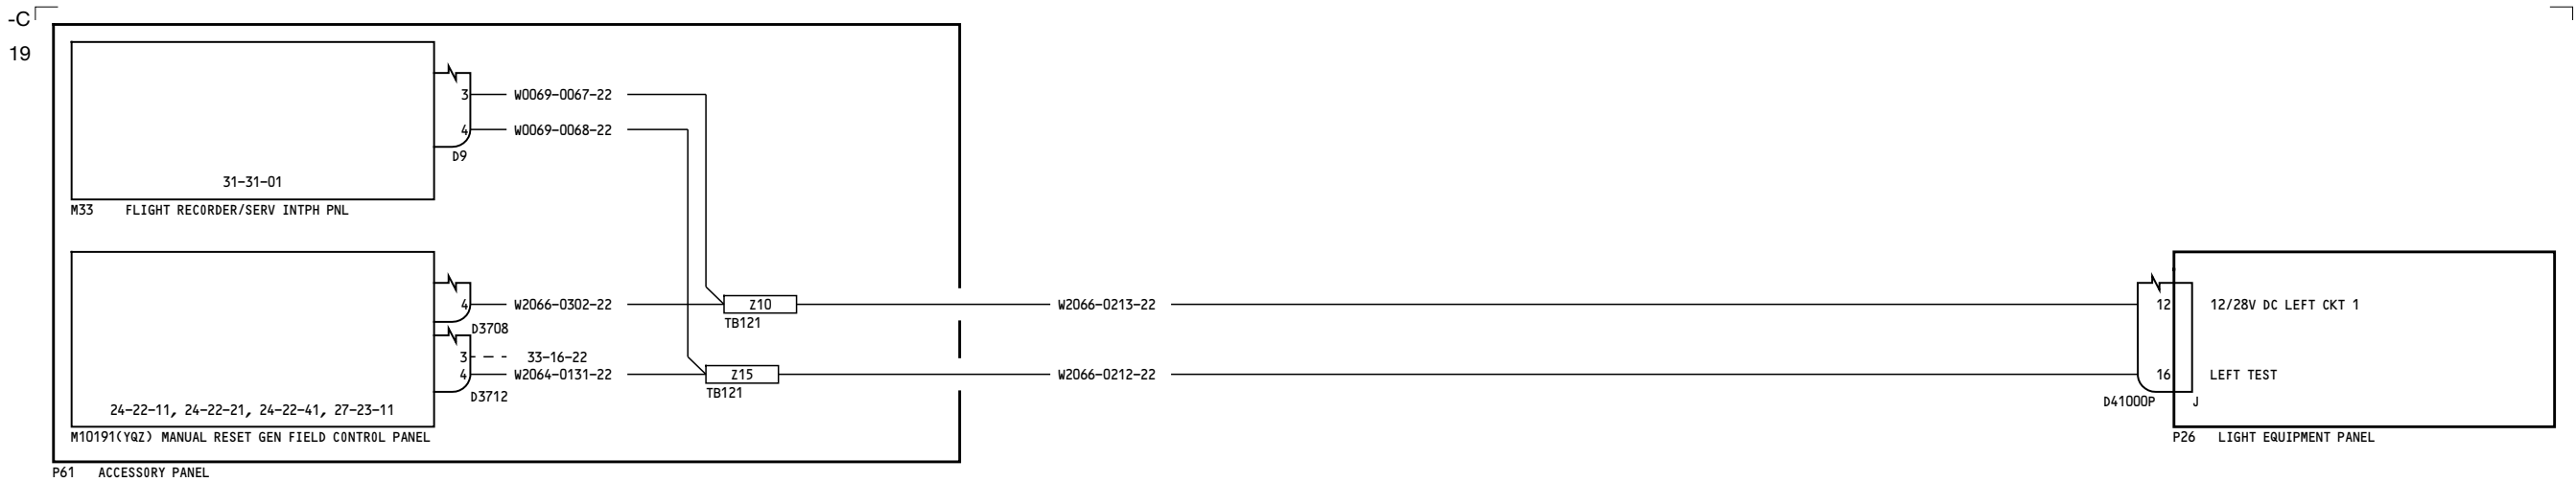 -C
19
3 W0069-0067-22
4 W0069-0068-22
D9
31-31-01
M33 FLIGHT RECORDER/SERV INTPH PNL
4 W2066-0302-22 Z10 W2066-0213-22 12 12/28V DC LEFT CKT 1
TB121
D3708
3 33-16-22
4 W2064-0131-22 Z15 W2066-0212-22 16 LEFT TEST
TB121
D3712
D41000P J
24-22-11, 24-22-21, 24-22-41, 27-23-11
M10191(YQZ) MANUAL RESET GEN FIELD CONTROL PANEL
P26 LIGHT EQUIPMENT PANEL
P61 ACCESSORY PANEL